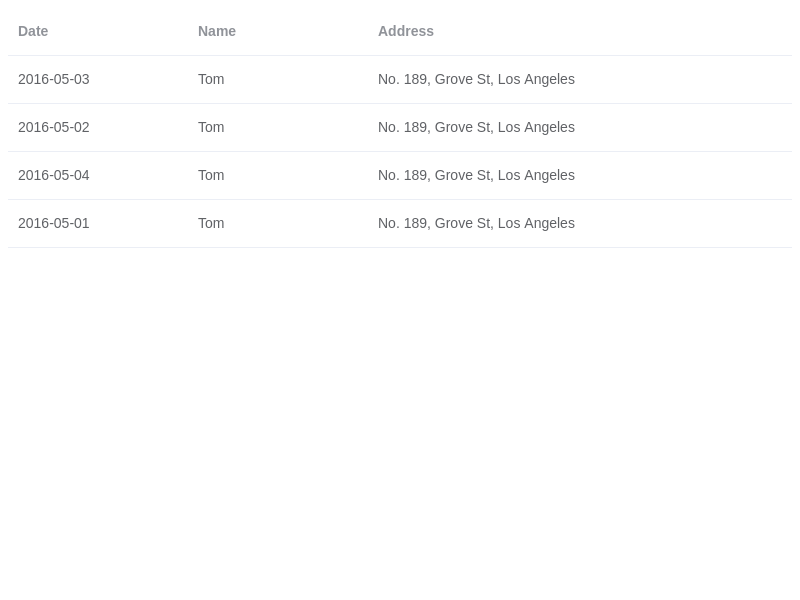 Date Name Address
2016-05-03 Tom No. 189, Grove St, Los Angeles
2016-05-02 Tom No. 189, Grove St, Los Angeles
2016-05-04 Tom No. 189, Grove St, Los Angeles
2016-05-01 Tom No. 189, Grove St, Los Angeles